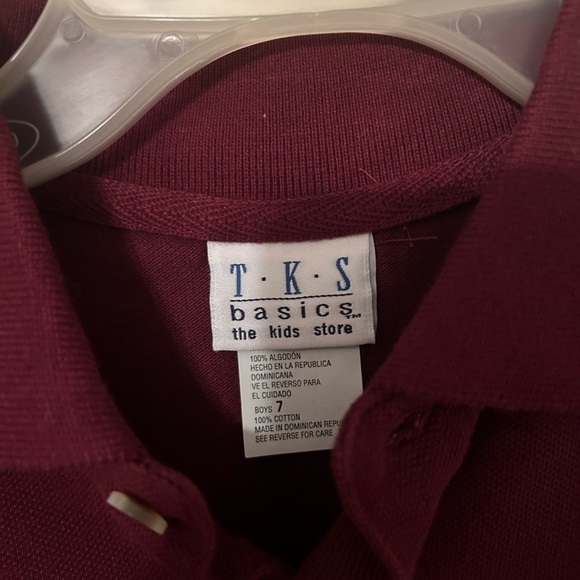 T · K · S
basics™
the kids store
100% ALGODÓN
HECHO EN LA REPUBLICA
DOMINICANA
VE EL REVERSO PARA
EL CUIDADO
BOYS 7
100% COTTON
MADE IN DOMINICAN REPU
SEE REVERSE FOR CARE